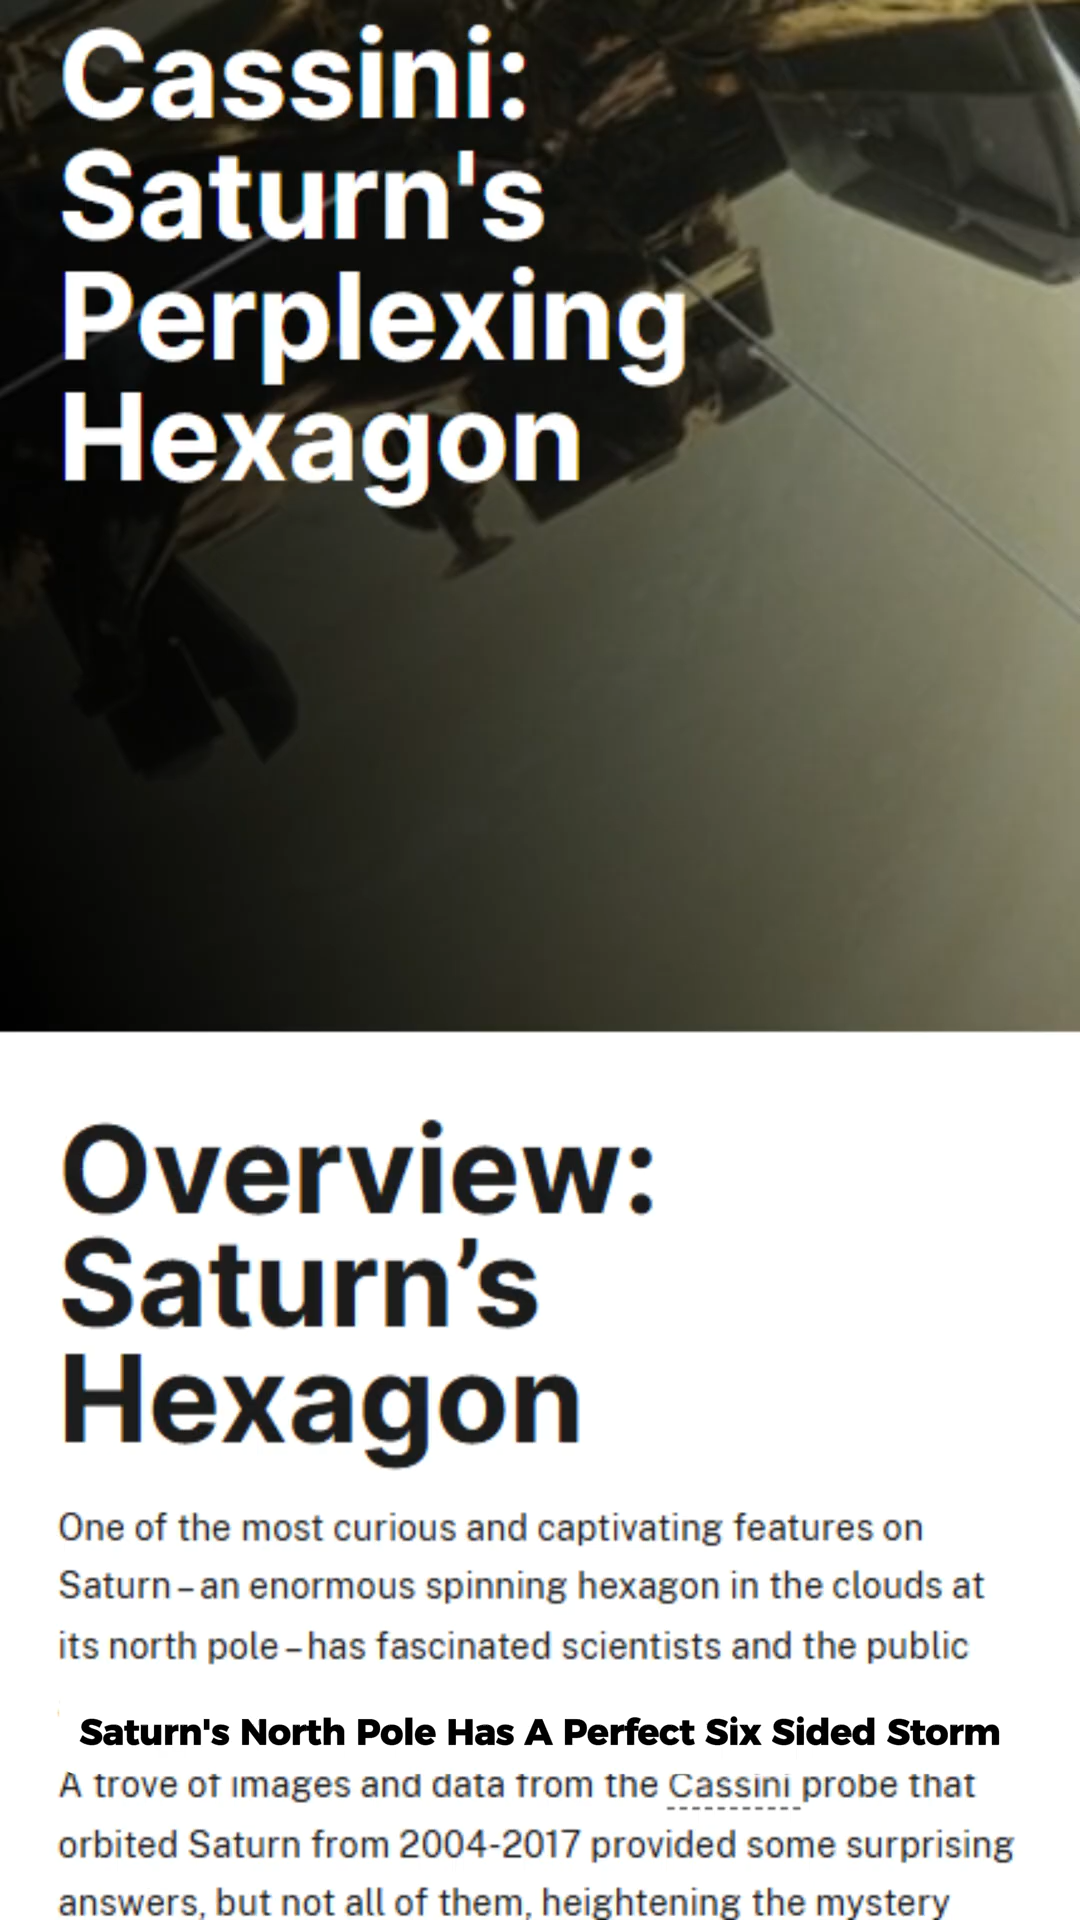 Cassini:
Saturn's
Perplexing
Hexagon
Overview:
Saturn’s
Hexagon
One of the most curious and captivating features on
Saturn – an enormous spinning hexagon in the clouds at
its north pole – has fascinated scientists and the public
Saturn's North Pole Has A Perfect Six Sided Storm
A trove of images and data from the Cassini probe that
orbited Saturn from 2004-2017 provided some surprising
answers, but not all of them, heightening the mystery